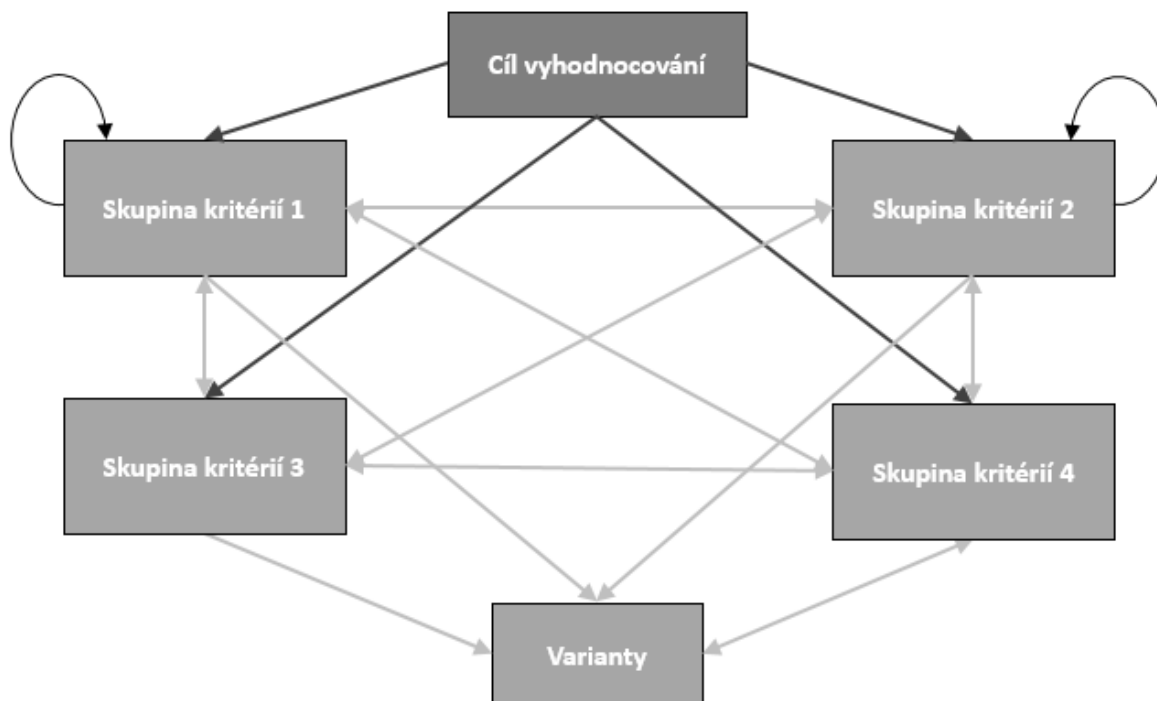 Cíl vyhodnocování
Skupina kritérií 1
Skupina kritérií 2
Skupina kritérií 3
Skupina kritérií 4
Varianty